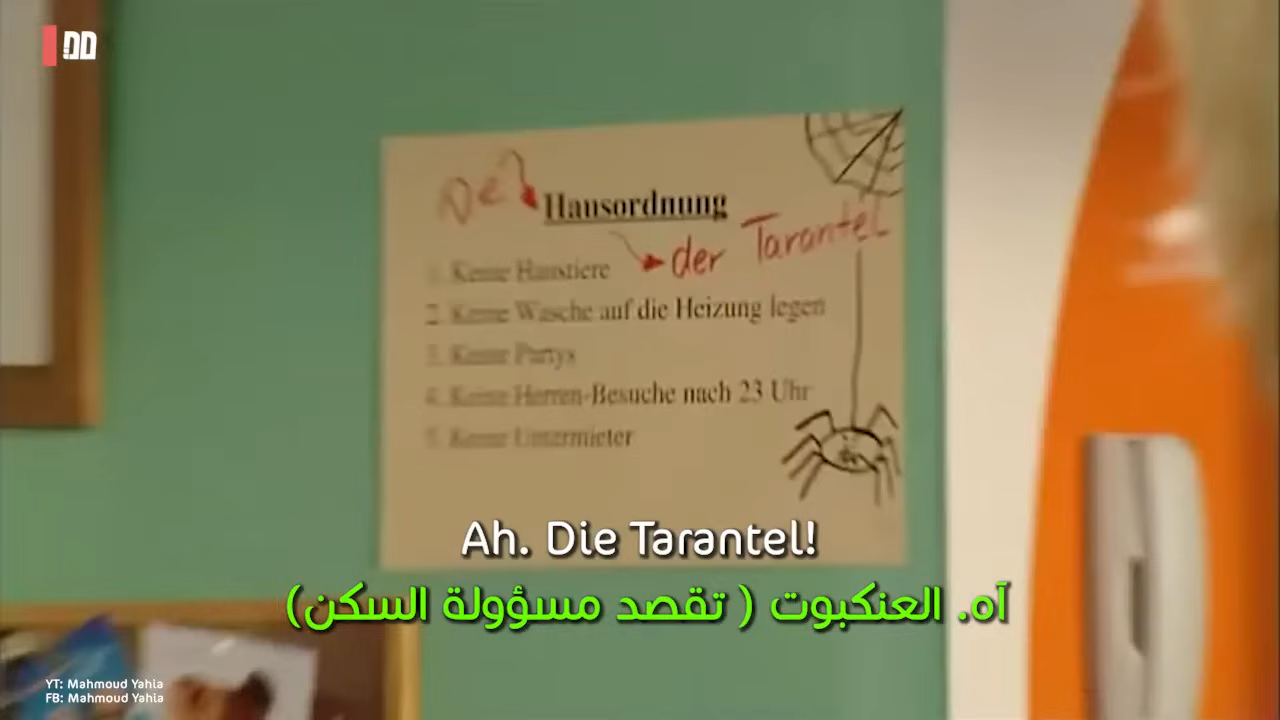 DD
Die
Hausordnung
der Tarantel
1. Keine Haustiere
2. Keine Wäsche auf die Heizung legen
3. Keine Partys
4. Keine Herren-Besuche nach 23 Uhr
5. Keine Untermieter
Ah. Die Tarantel!
آه. العنكبوت ( تقصد مسؤولة السكن)
YT: Mahmoud Yahia
FB: Mahmoud Yahia